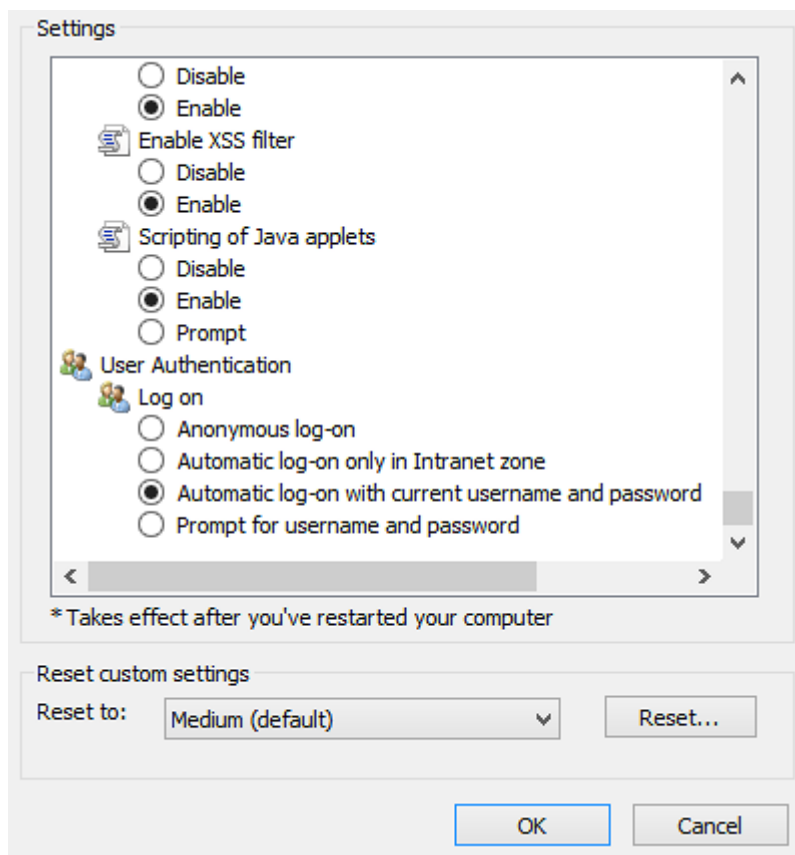 Settings
Disable
Enable
Enable XSS filter
Disable
Enable
Scripting of Java applets
Disable
Enable
Prompt
User Authentication
Log on
Anonymous log-on
Automatic log-on only in Intranet zone
Automatic log-on with current username and password
Prompt for username and password
* Takes effect after you've restarted your computer
Reset custom settings
Reset to: Medium (default) Reset...
OK Cancel